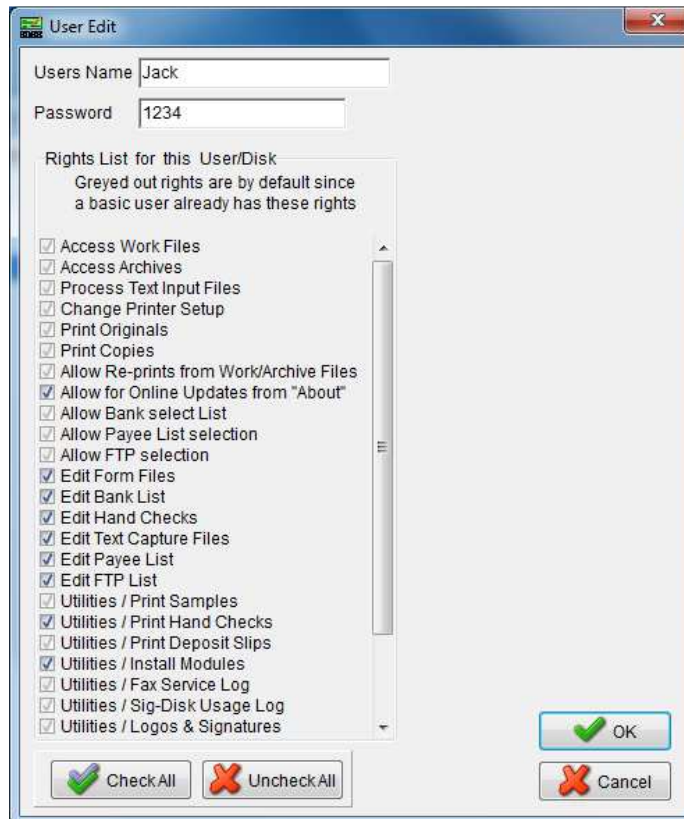 User Edit
Users Name Jack
Password 1234
Rights List for this User/Disk
Greyed out rights are by default since
a basic user already has these rights
Access Work Files
Access Archives
Process Text Input Files
Change Printer Setup
Print Originals
Print Copies
Allow Re-prints from Work/Archive Files
Allow for Online Updates from "About"
Allow Bank select List
Allow Payee List selection
Allow FTP selection
Edit Form Files
Edit Bank List
Edit Hand Checks
Edit Text Capture Files
Edit Payee List
Edit FTP List
Utilities / Print Samples
Utilities / Print Hand Checks
Utilities / Print Deposit Slips
Utilities / Install Modules
Utilities / Fax Service Log
Utilities / Sig-Disk Usage Log
Utilities / Logos & Signatures
OK
Check All Uncheck All Cancel